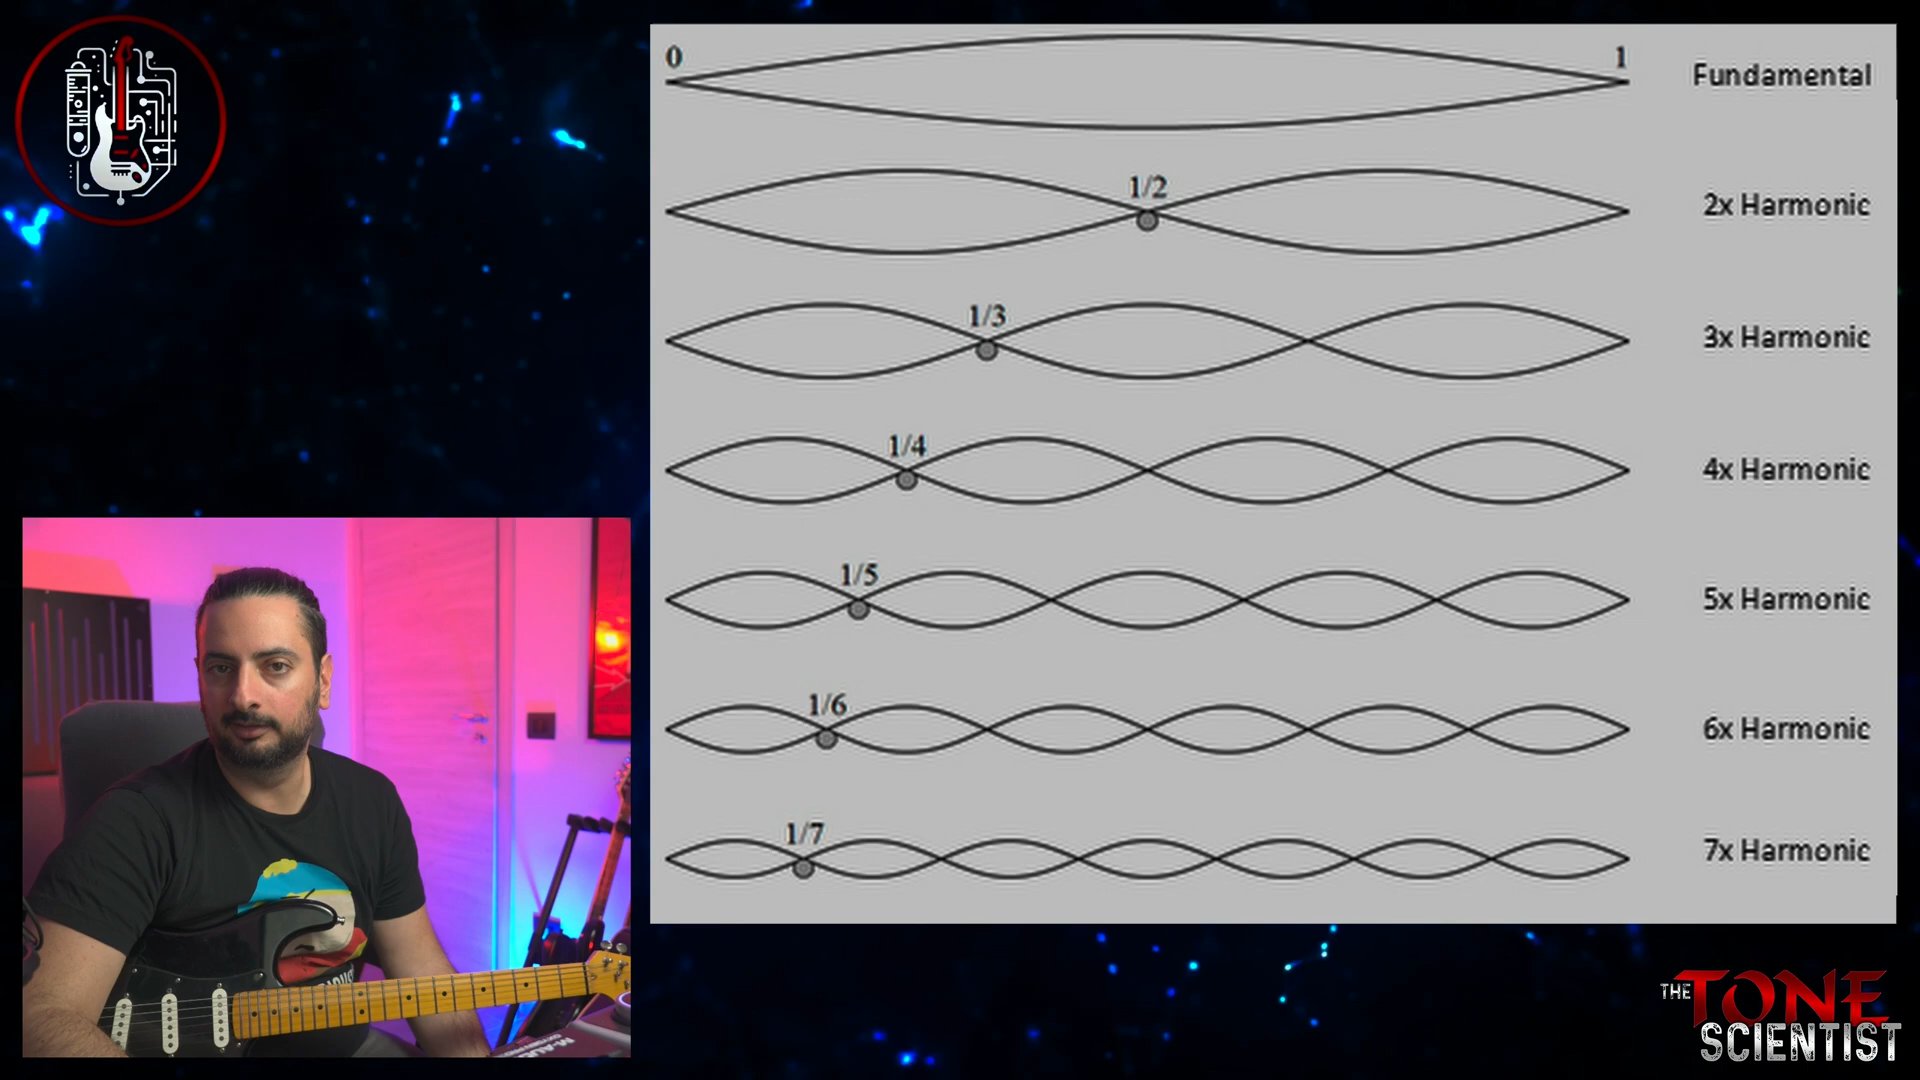 0
1
Fundamental
1/2
2x Harmonic
1/3
3x Harmonic
1/4
4x Harmonic
1/5
5x Harmonic
1/6
6x Harmonic
1/7
7x Harmonic
M-AUDIO
THE TONE
SCIENTIST